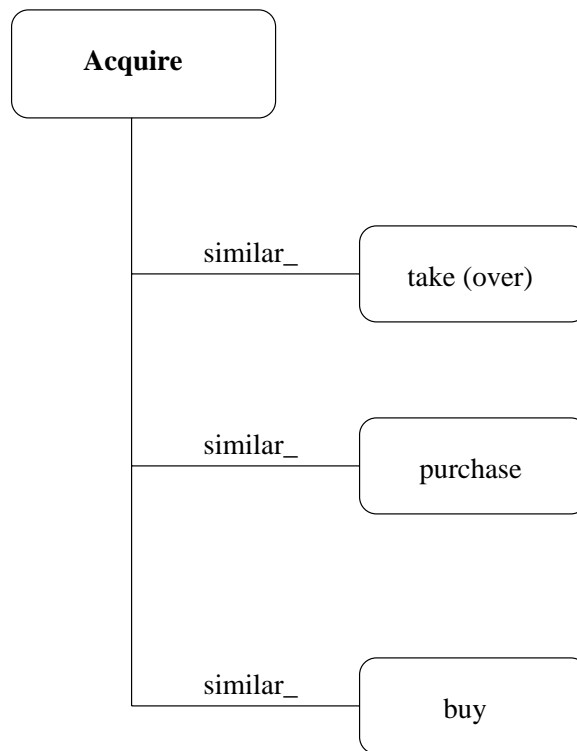 Acquire
similar_
take (over)
similar_
purchase
similar_
buy